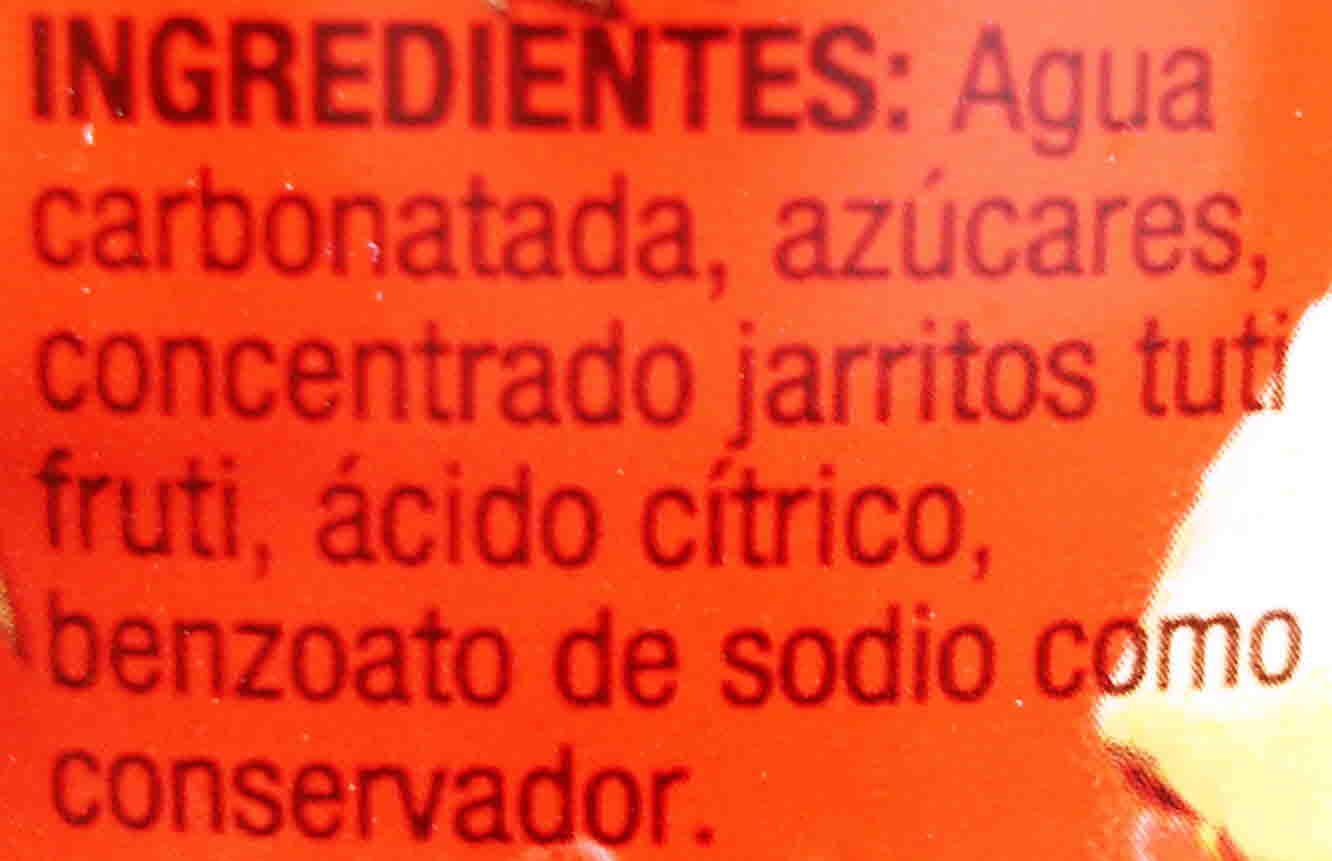 INGREDIENTES: Agua
carbonatada, azúcares,
concentrado jarritos tuti
fruti, ácido cítrico,
benzoato de sodio como
conservador.